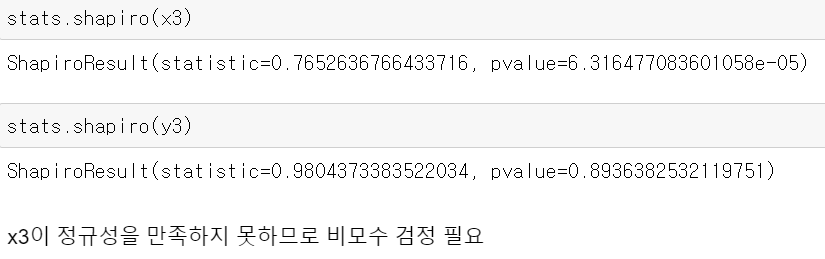 stats.shapiro(x3)
ShapiroResult(statistic=0.7652636766433716, pvalue=6.316477083601058e-05)
stats.shapiro(y3)
ShapiroResult(statistic=0.9804373383522034, pvalue=0.8936382532119751)
x3이 정규성을 만족하지 못하므로 비모수 검정 필요